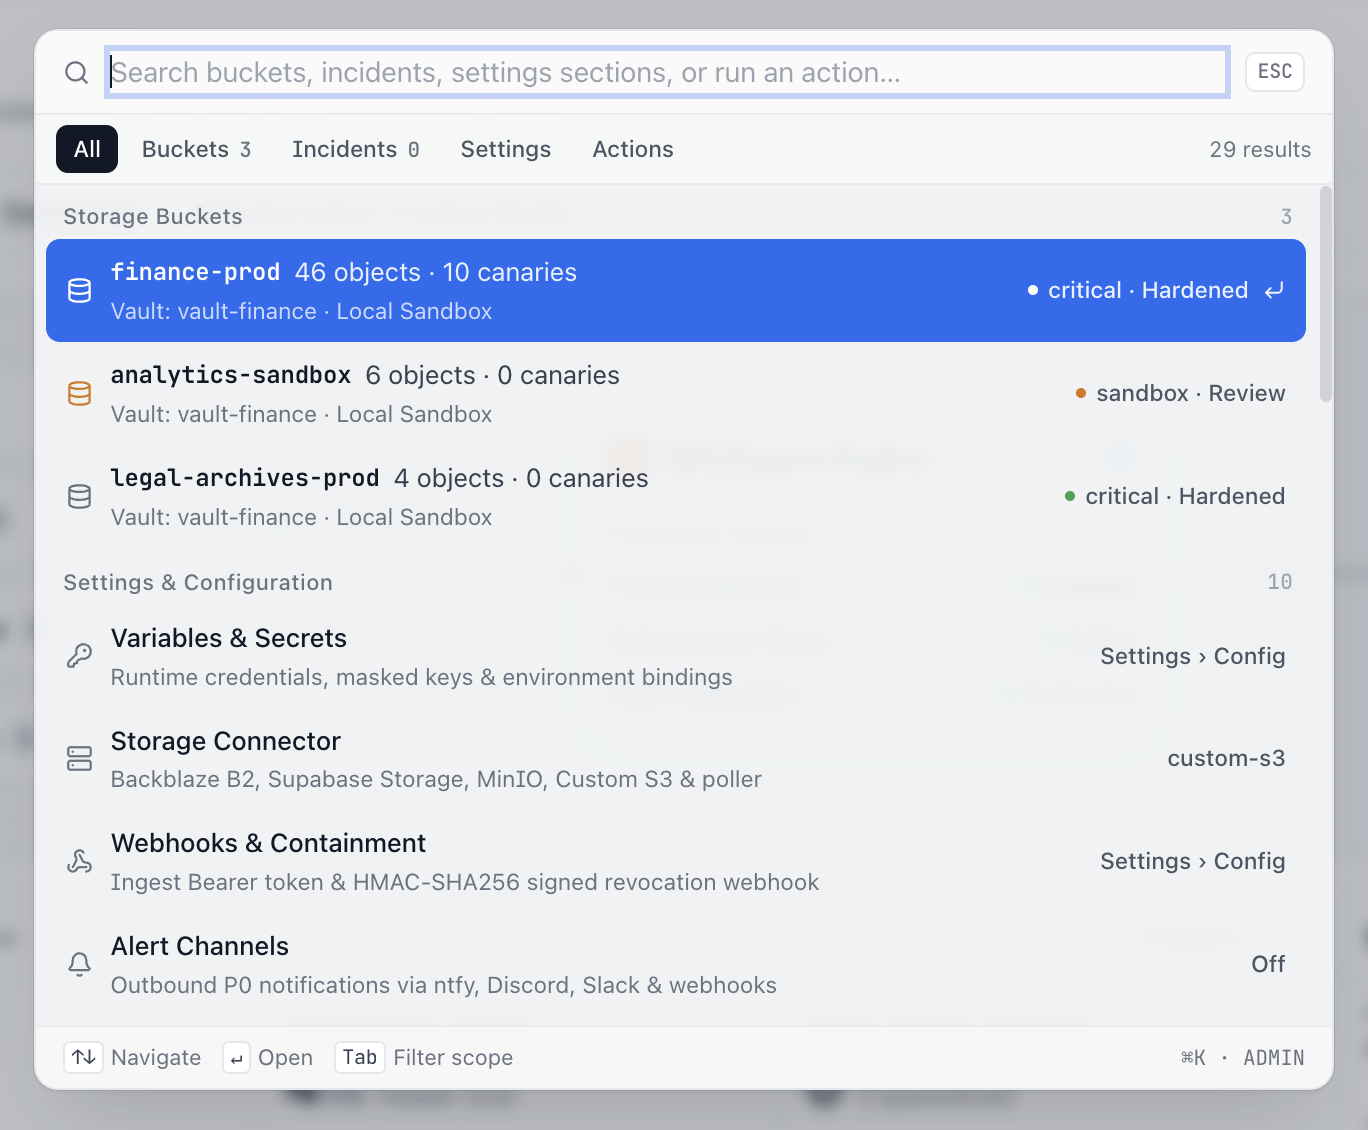 Search buckets, incidents, settings sections, or run an action...
ESC
All Buckets 3 Incidents 0 Settings Actions 29 results
Storage Buckets 3
finance-prod 46 objects · 10 canaries
critical · Hardened
Vault: vault-finance · Local Sandbox
analytics-sandbox 6 objects · 0 canaries
sandbox · Review
Vault: vault-finance · Local Sandbox
legal-archives-prod 4 objects · 0 canaries
critical · Hardened
Vault: vault-finance · Local Sandbox
Settings & Configuration 10
Variables & Secrets
Settings › Config
Runtime credentials, masked keys & environment bindings
Storage Connector
custom-s3
Backblaze B2, Supabase Storage, MinIO, Custom S3 & poller
Webhooks & Containment
Settings › Config
Ingest Bearer token & HMAC-SHA256 signed revocation webhook
Alert Channels
Off
Outbound P0 notifications via ntfy, Discord, Slack & webhooks
↑↓ Navigate ↵ Open Tab Filter scope ⌘K · ADMIN